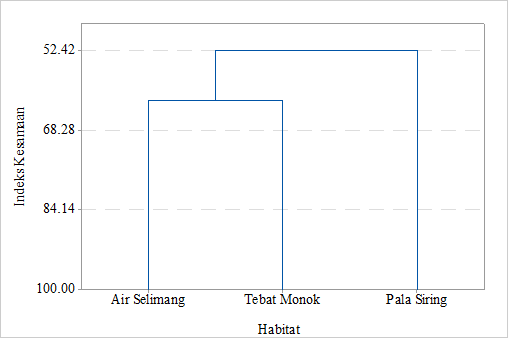 52.42
68.28
84.14
100.00
Indeks Kesamaan
Air Selimang Tebat Monok Pala Siring
Habitat